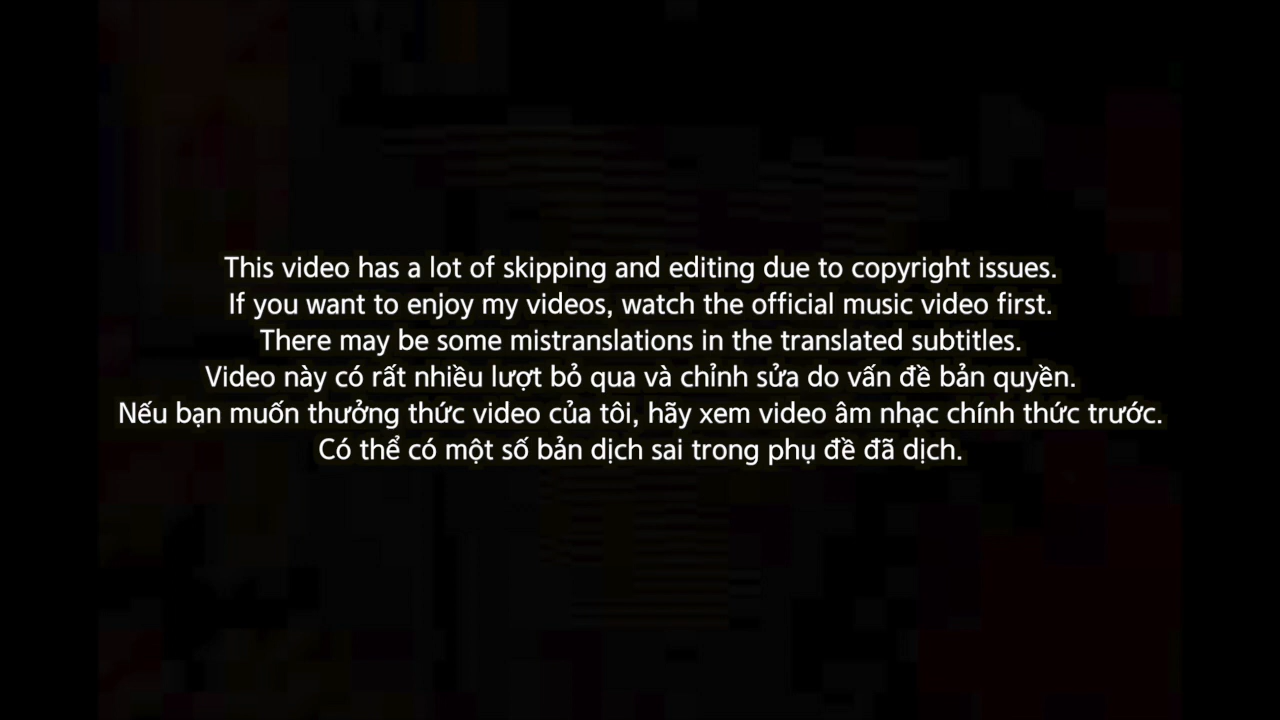 This video has a lot of skipping and editing due to copyright issues.
If you want to enjoy my videos, watch the official music video first.
There may be some mistranslations in the translated subtitles.
Video này có rất nhiều lượt bỏ qua và chỉnh sửa do vấn đề bản quyền.
Nếu bạn muốn thưởng thức video của tôi, hãy xem video âm nhạc chính thức trước.
Có thể có một số bản dịch sai trong phụ đề đã dịch.